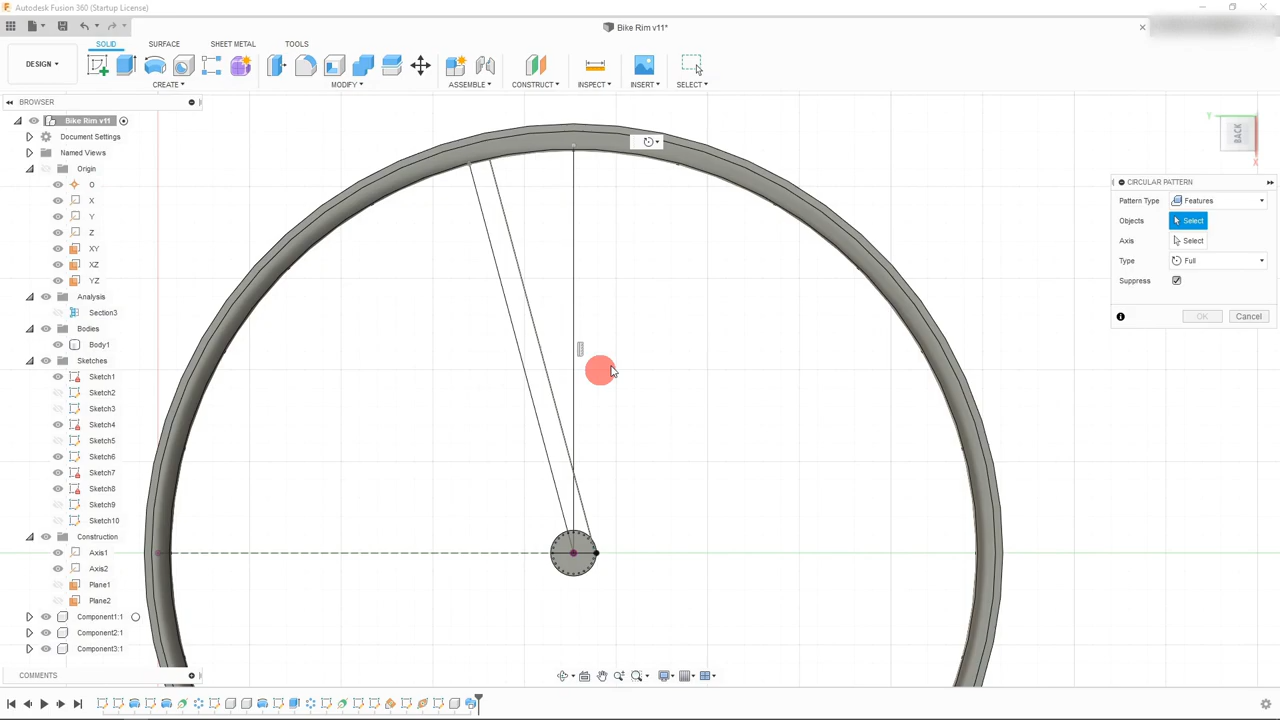 Autodesk Fusion 360 (Startup License)
Bike Rim v11*
SOLID SURFACE SHEET METAL TOOLS
DESIGN
CREATE MODIFY ASSEMBLE CONSTRUCT INSPECT INSERT SELECT
BROWSER
Bike Rim v11
Document Settings
Named Views
Origin
O
X
Y
Z
XY
XZ
YZ
Analysis
Section3
Bodies
Body1
Sketches
Sketch1
Sketch2
Sketch3
Sketch4
Sketch5
Sketch6
Sketch7
Sketch8
Sketch9
Sketch10
Construction
Axis1
Axis2
Plane1
Plane2
Component1:1
Component2:1
Component3:1
COMMENTS
Y
BACK
X
CIRCULAR PATTERN
Pattern Type Features
Objects Select
Axis Select
Type Full
Suppress
OK Cancel